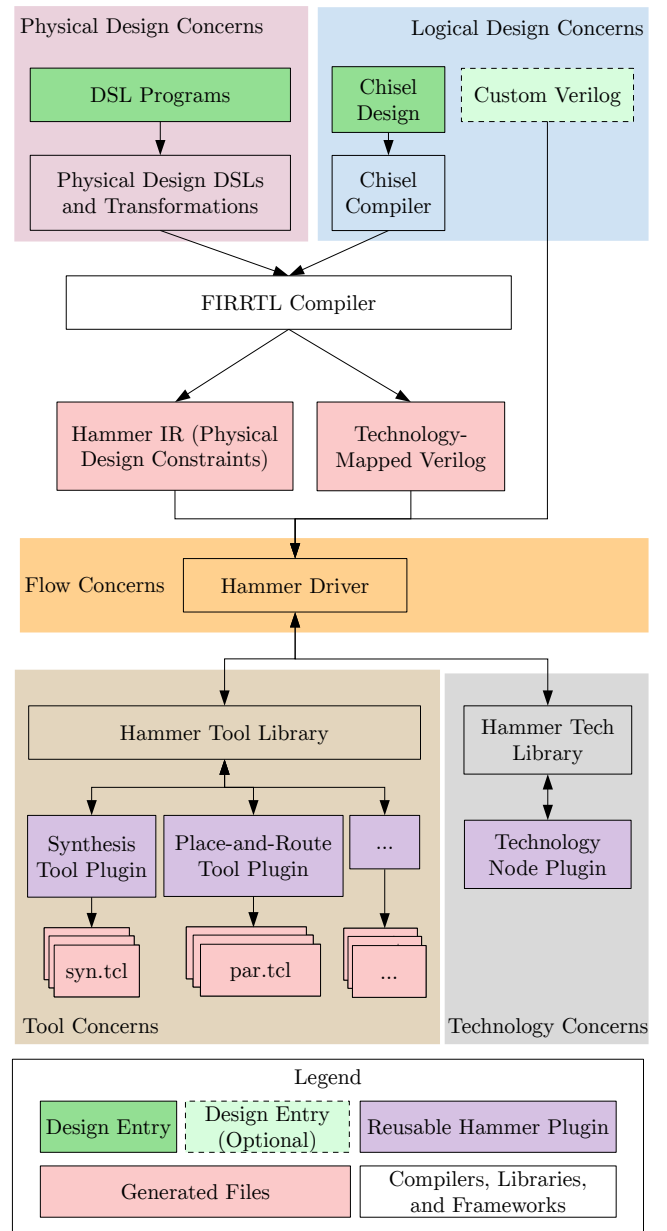 Physical Design Concerns
Logical Design Concerns
DSL Programs
Chisel
Design
Custom Verilog
Physical Design DSLs
and Transformations
Chisel
Compiler
FIRRTL Compiler
Hammer IR (Physical
Design Constraints)
Technology-
Mapped Verilog
Flow Concerns
Hammer Driver
Hammer Tool Library
Hammer Tech
Library
Synthesis
Tool Plugin
Place-and-Route
Tool Plugin
...
Technology
Node Plugin
syn.tcl
par.tcl
...
Tool Concerns
Technology Concerns
Legend
Design Entry
Design Entry
(Optional)
Reusable Hammer Plugin
Generated Files
Compilers, Libraries,
and Frameworks